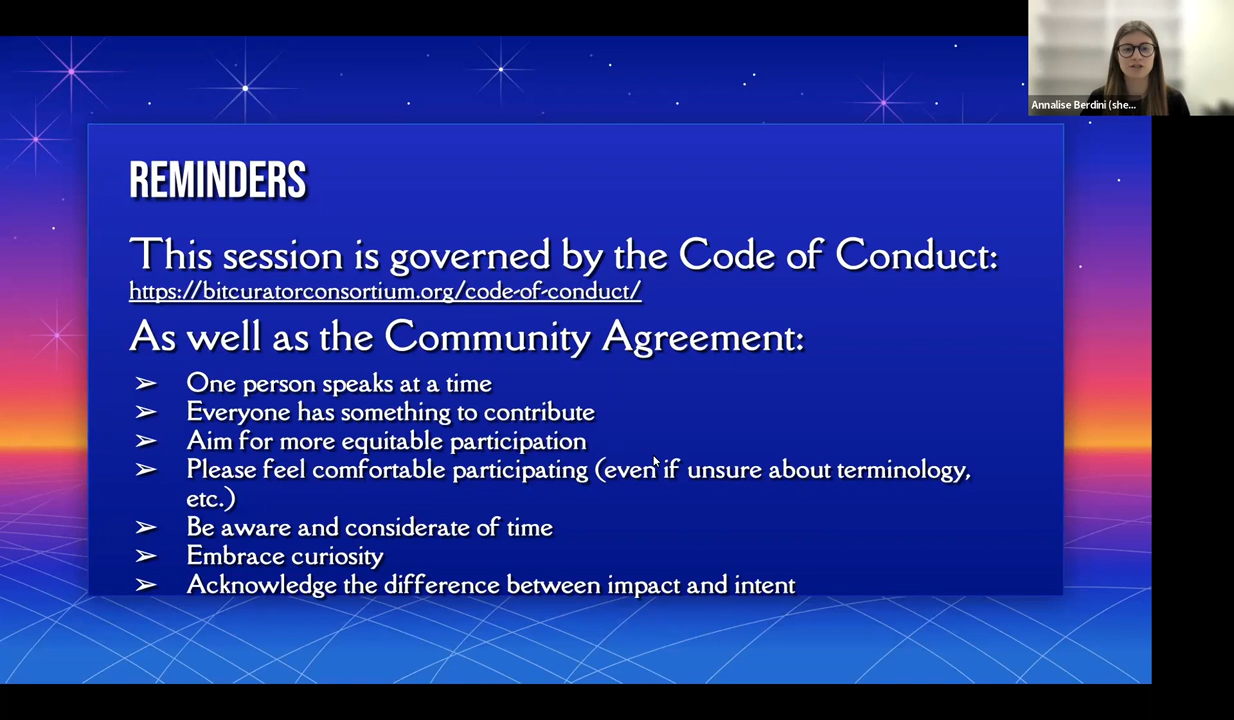 Annalise Berdini (she...
REMINDERS
This session is governed by the Code of Conduct:
https://bitcuratorconsortium.org/code-of-conduct/
As well as the Community Agreement:
➢ One person speaks at a time
➢ Everyone has something to contribute
➢ Aim for more equitable participation
➢ Please feel comfortable participating (even if unsure about terminology,
etc.)
➢ Be aware and considerate of time
➢ Embrace curiosity
➢ Acknowledge the difference between impact and intent